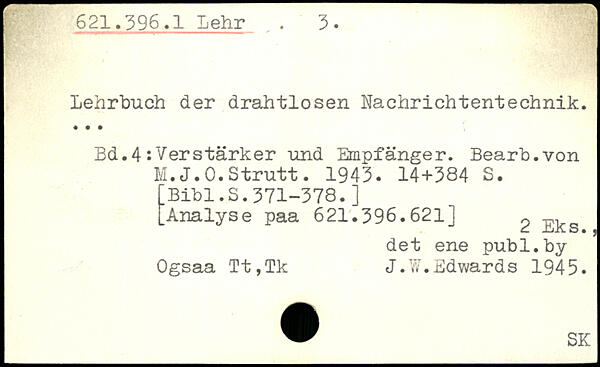 621.396.1 Lehr . 3.
Lehrbuch der drahtlosen Nachrichtentechnik.
...
Bd.4:Verstärker und Empfänger. Bearb.von
M.J.O.Strutt. 1943. 14+384 S.
[Bibl.S.371-378.]
[Analyse paa 621.396.621]
2 Eks.,
det ene publ.by
Ogsaa Tt,Tk J.W.Edwards 1945.
SK